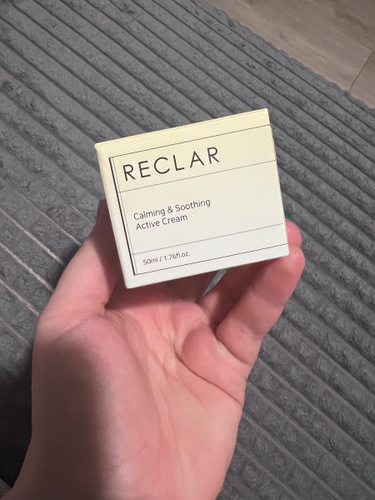 RECLAR
Calming & Soothing
Active Cream
50ml / 1.76fl.oz.